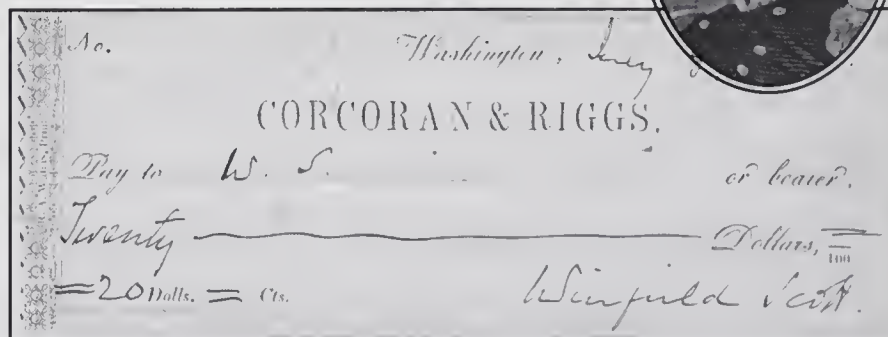 No. Washington,
CORCORAN & RIGGS.
Pay to W. S. or bearer.
Twenty Dollars, 100
=20 Dolls. = Cts. Winfield Scott.